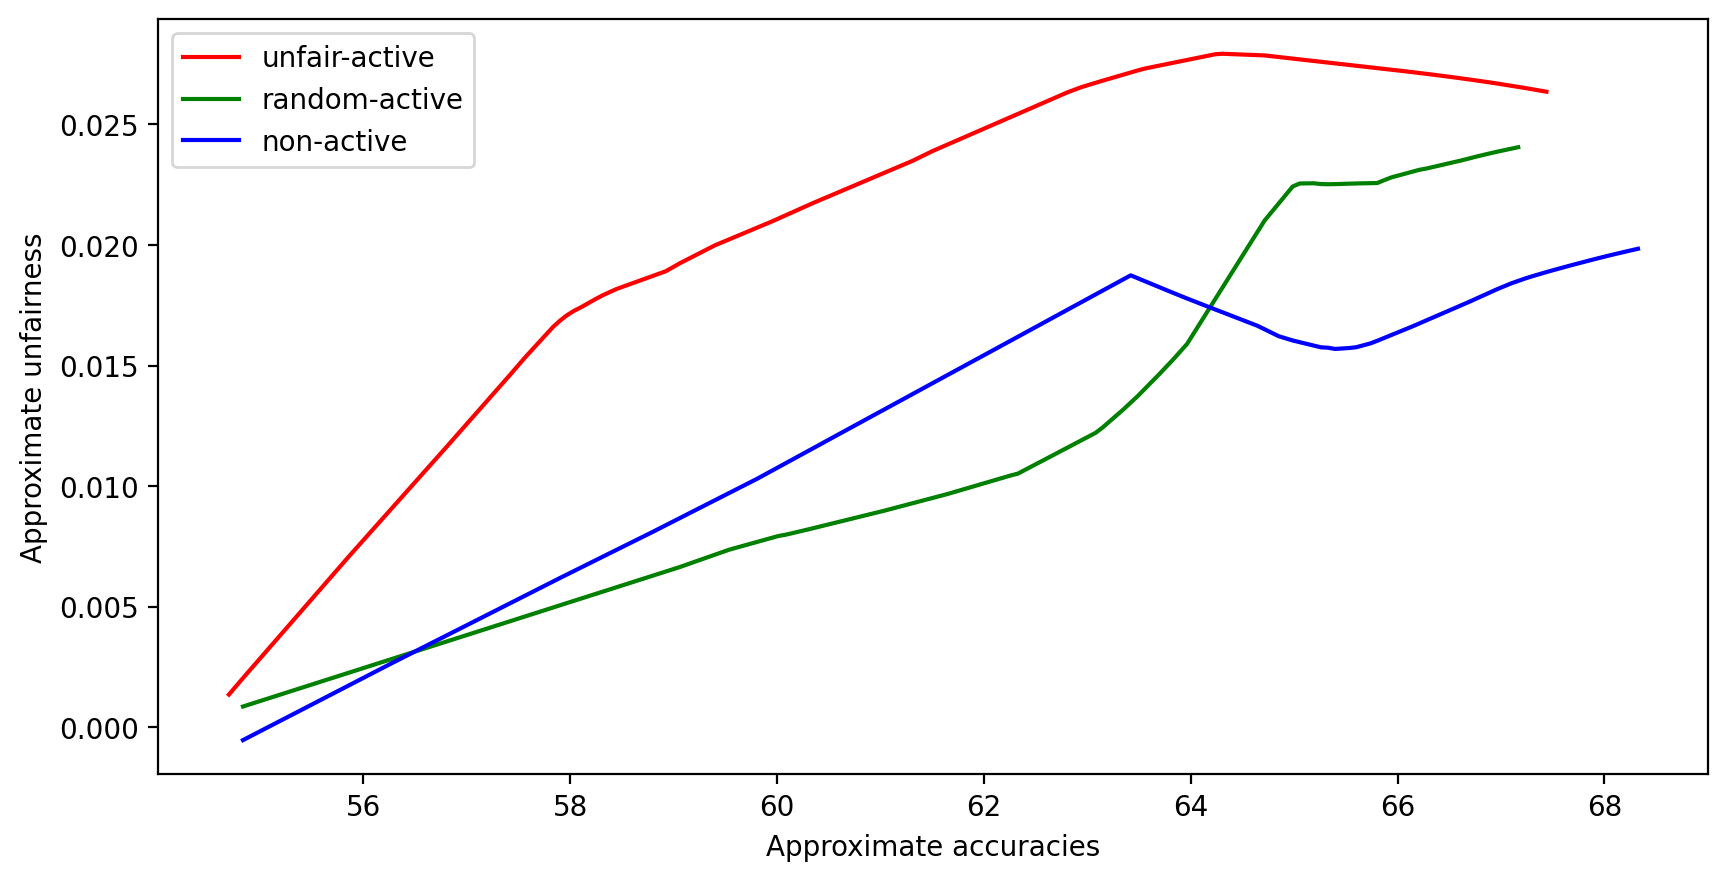 unfair-active
random-active
non-active
0.025
0.020
0.015
0.010
0.005
0.000
Approximate unfairness
56 58 60 62 64 66 68
Approximate accuracies